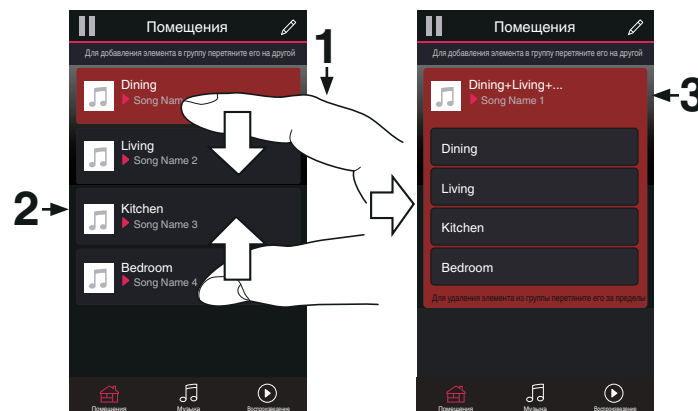 Помещения
Для добавления элемента в группу перетяните его на другой
1
Dining
Song Nam
Living
Song Name 2
2
Kitchen
Song Name 3
Bedroom
Song Name 4
Помещения
Музыка
Воспроизведение
Помещения
Для добавления элемента в группу перетяните его на другой
Dining+Living+...
Song Name 1
3
Dining
Living
Kitchen
Bedroom
Для удаления элемента из группы перетяните его за пределы
Помещения
Музыка
Воспроизведение